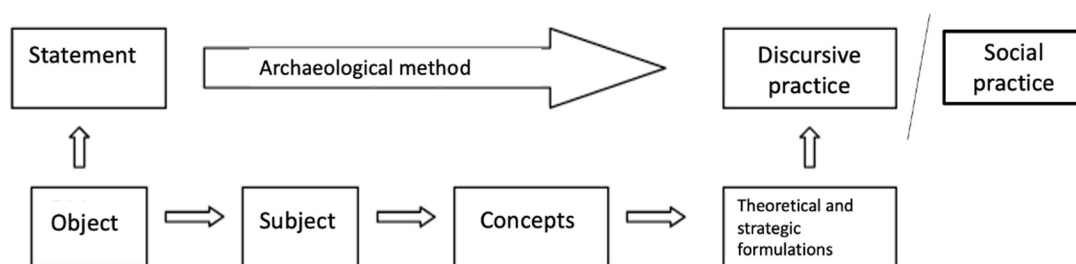 Statement
Archaeological method
Discursive
practice
Social
practice
Object
Subject
Concepts
Theoretical and
strategic
formulations